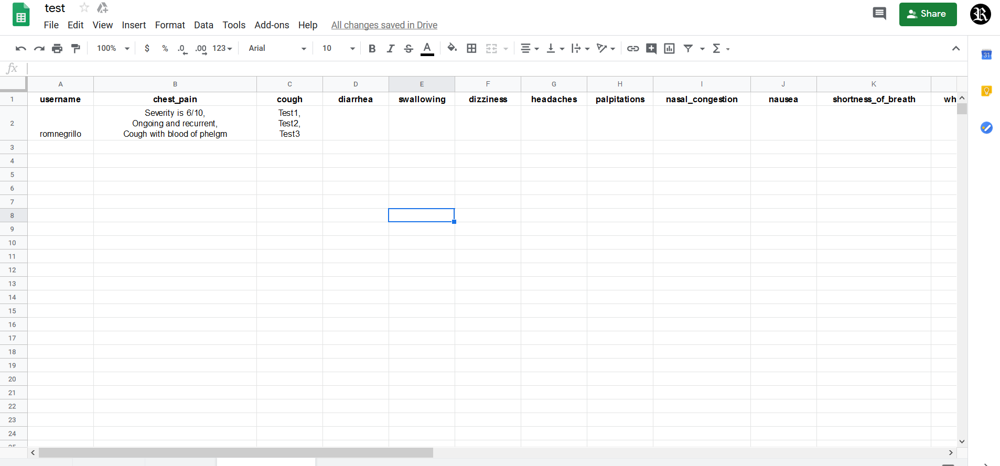 test
File Edit View Insert Format Data Tools Add-ons Help All changes saved in Drive
Share
100% $ % .0 .00 123 Arial 10 B I S A Σ
31
fx
A B C D E F G H I J K
1 username chest_pain cough diarrhea swallowing dizziness headaches palpitations nasal_congestion nausea shortness_of_breath wh
Severity is 6/10, Test1,
2 Ongoing and recurrent, Test2,
romnegrillo Cough with blood of phelgm Test3
3
4
5
6
7
8
9
10
11
12
13
14
15
16
17
18
19
20
21
22
23
24